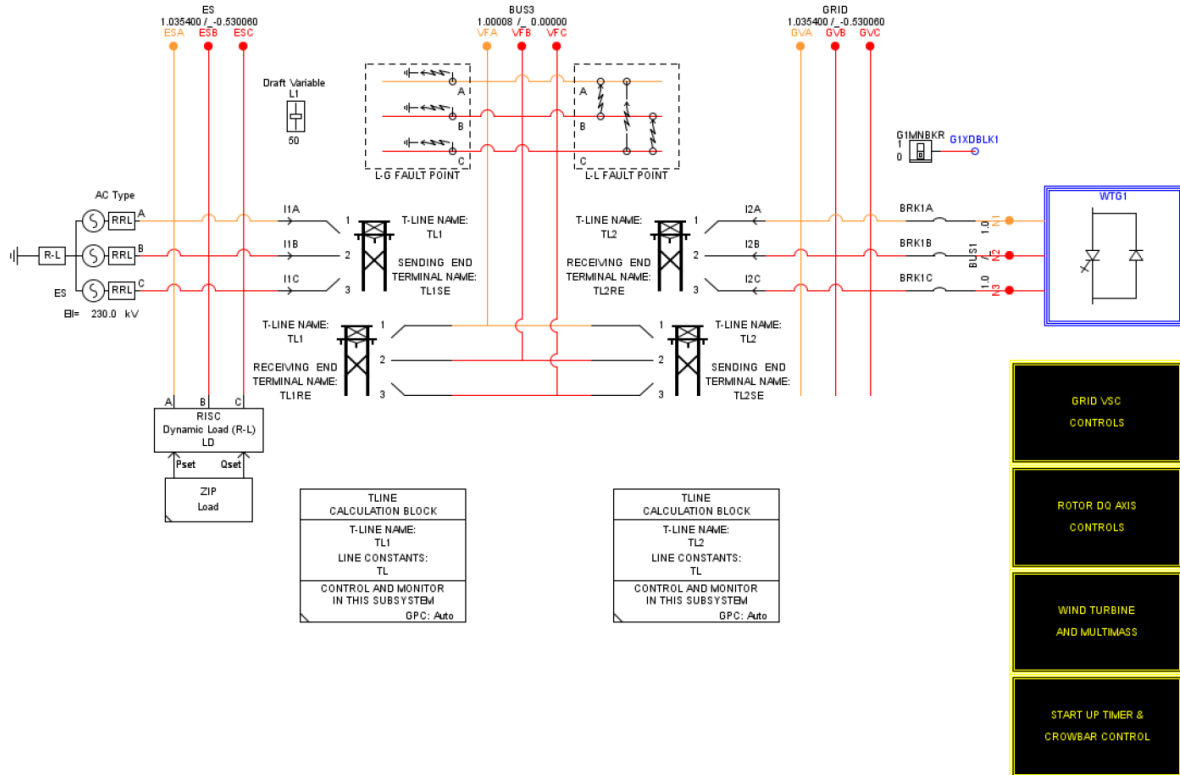 ES
1.035400 /_-0.530060
ESA ESB ESC
BUS3
1.00008 /_ 0.00000
VFA VFB VFC
GRID
1.035400 /_-0.530060
GVA GVB GVC
Draft Variable
L1
50
A
B
C
L-G FAULT POINT
A
B
C
L-L FAULT POINT
G1MNBKR
1
0
G1XDBLK1
AC Type
R-L
RRL A
RRL B
RRL C
ES
Ell= 230.0 kV
I1A
I1B
I1C
1
2
3
T-LINE NAME:
TL1
SENDING END
TERMINAL NAME:
TL1SE
T-LINE NAME:
TL2
RECEIVING END
TERMINAL NAME:
TL2RE
1
2
3
I2A
I2B
I2C
BRK1A
BRK1B
BRK1C
BUS1
1.0 /_
1.0
N1
N2
N3
WTG1
T-LINE NAME:
TL1
RECEIVING END
TERMINAL NAME:
TL1RE
1
2
3
1
2
3
T-LINE NAME:
TL2
SENDING END
TERMINAL NAME:
TL2SE
A B C
RISC
Dynamic Load (R-L)
LD
Pset Qset
ZIP
Load
TLINE
CALCULATION BLOCK
T-LINE NAME:
TL1
LINE CONSTANTS:
TL
CONTROL AND MONITOR
IN THIS SUBSYSTEM
GPC: Auto
TLINE
CALCULATION BLOCK
T-LINE NAME:
TL2
LINE CONSTANTS:
TL
CONTROL AND MONITOR
IN THIS SUBSYSTEM
GPC: Auto
GRID VSC
CONTROLS
ROTOR DQ AXIS
CONTROLS
WIND TURBINE
AND MULTIMASS
START UP TIMER &
CROWBAR CONTROL